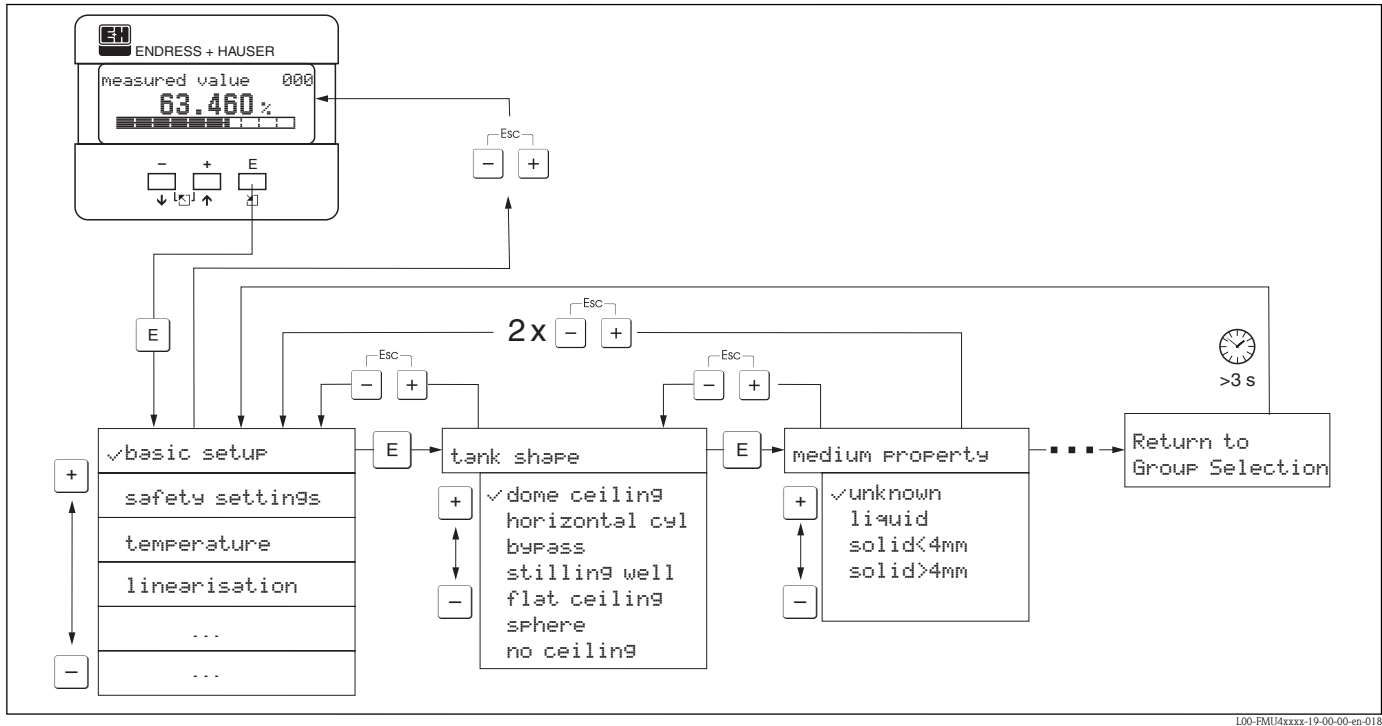 EH
ENDRESS + HAUSER
measured value 000
63.460 %
– + E
Esc
– +
E
Esc
2 x – +
Esc
– +
Esc
– +
>3 s
✓basic setup
safety settings
temperature
linearisation
...
...
+
–
E
tank shape
✓dome ceiling
horizontal cyl
bypass
stilling well
flat ceiling
sphere
no ceiling
+
–
E
medium property
✓unknown
liquid
solid<4mm
solid>4mm
+
–
Return to
Group Selection
L00-FMU4xxxx-19-00-00-en-018